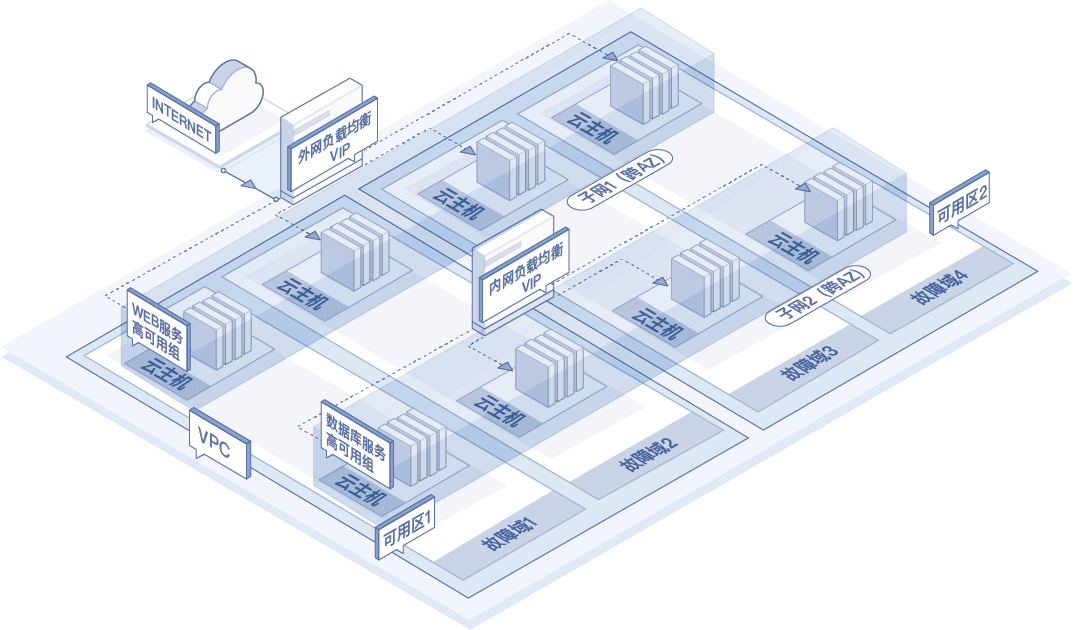 INTERNET
外网负载均衡
VIP
云主机
云主机
子网1（跨AZ）
可用区2
云主机
云主机
内网负载均衡
VIP
云主机
子网2（跨AZ）
故障域4
WEB服务
高可用组
云主机
云主机
故障域3
VPC
数据库服务
高可用组
云主机
故障域2
可用区1
故障域1